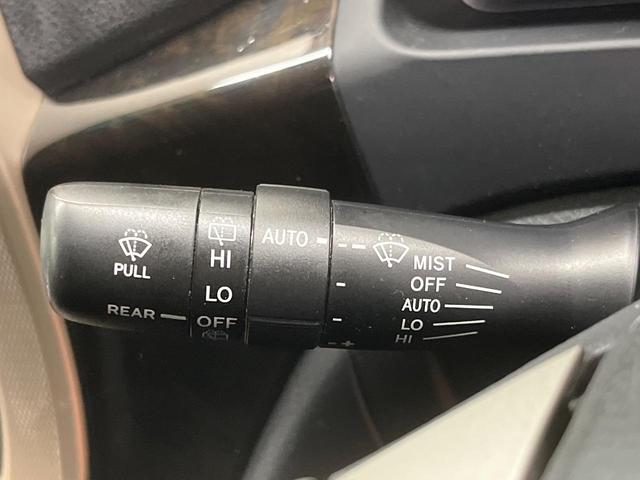 PULL
REAR
HI
LO
OFF
AUTO
- +
MIST
OFF
AUTO
LO
HI